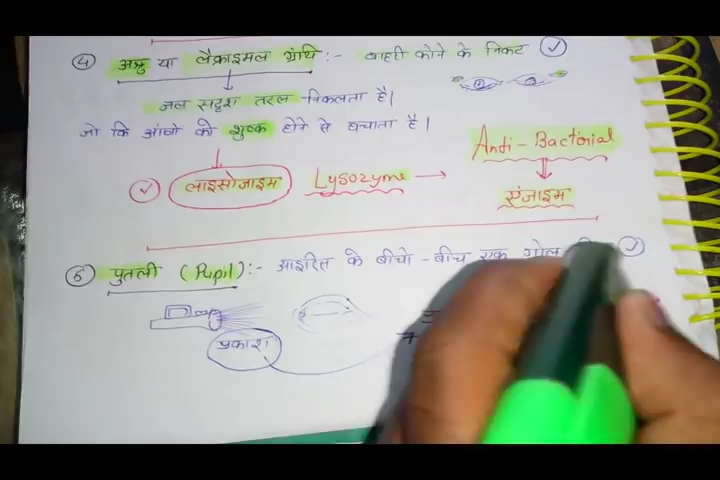 ④ अश्रु या लैक्राइमल ग्रंथि :- बाहरी कोने के निकट
जल सदृश तरल निकलता है।
जो कि आंखो को शुष्क होने से बचाता है।
Anti-Bacterial
लाइसोजाइम Lysozyme →
एंजाइम
⑤ पुतली (Pupil) :- आइरिस के बीचो-बीच एक गोल
प्रकाश